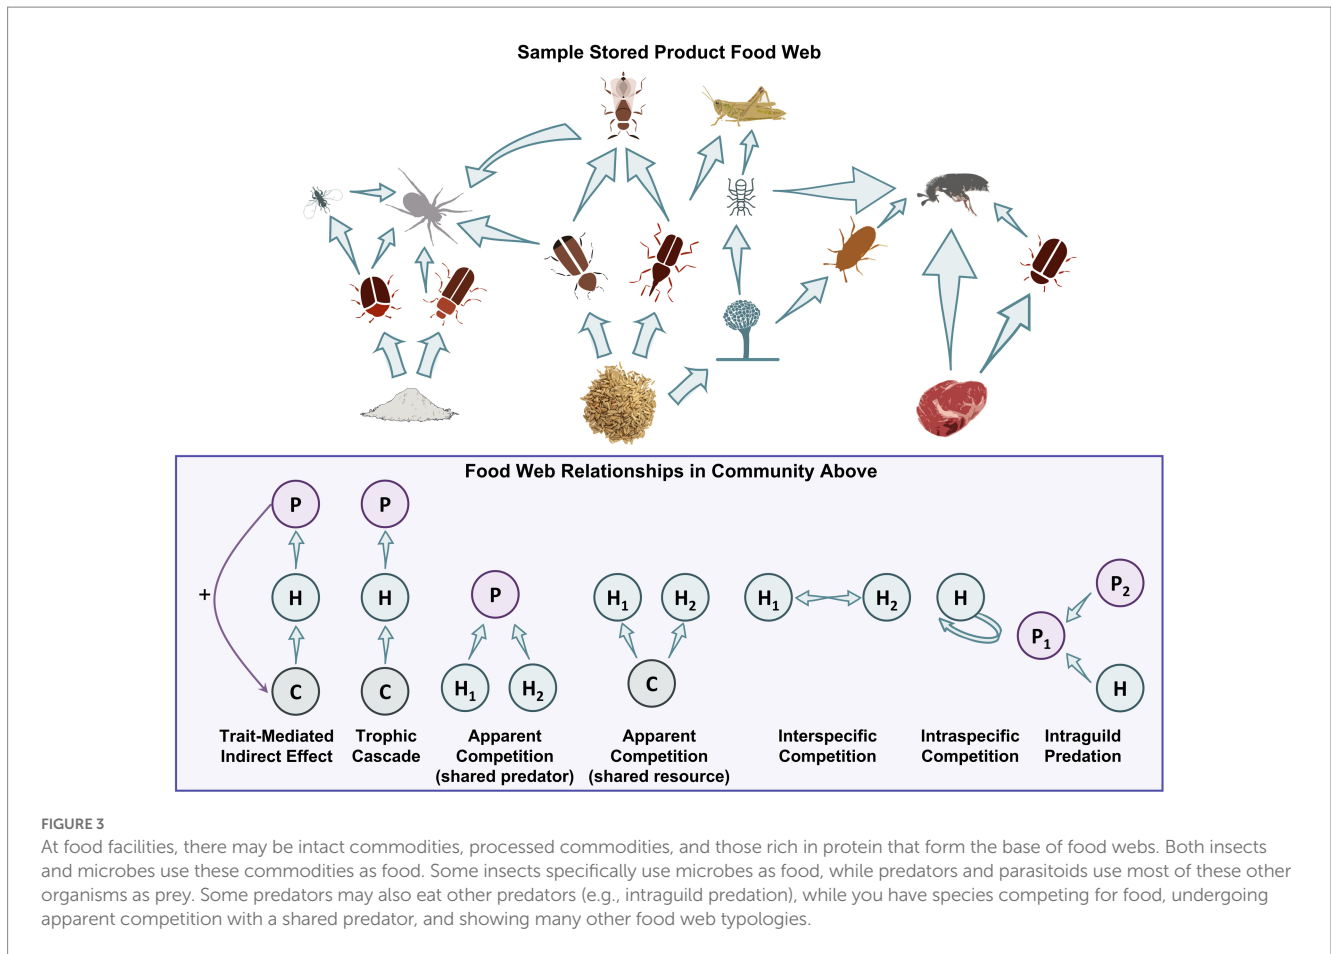 Sample Stored Product Food Web
Food Web Relationships in Community Above
P
P
+
H
H
C
C
P
H1
H2
H1
H2
C
H1
H2
H
P2
P1
H
Trait-Mediated
Indirect Effect
Trophic
Cascade
Apparent
Competition
(shared predator)
Apparent
Competition
(shared resource)
Interspecific
Competition
Intraspecific
Competition
Intraguild
Predation
FIGURE 3
At food facilities, there may be intact commodities, processed commodities, and those rich in protein that form the base of food webs. Both insects
and microbes use these commodities as food. Some insects specifically use microbes as food, while predators and parasitoids use most of these other
organisms as prey. Some predators may also eat other predators (e.g., intraguild predation), while you have species competing for food, undergoing
apparent competition with a shared predator, and showing many other food web typologies.